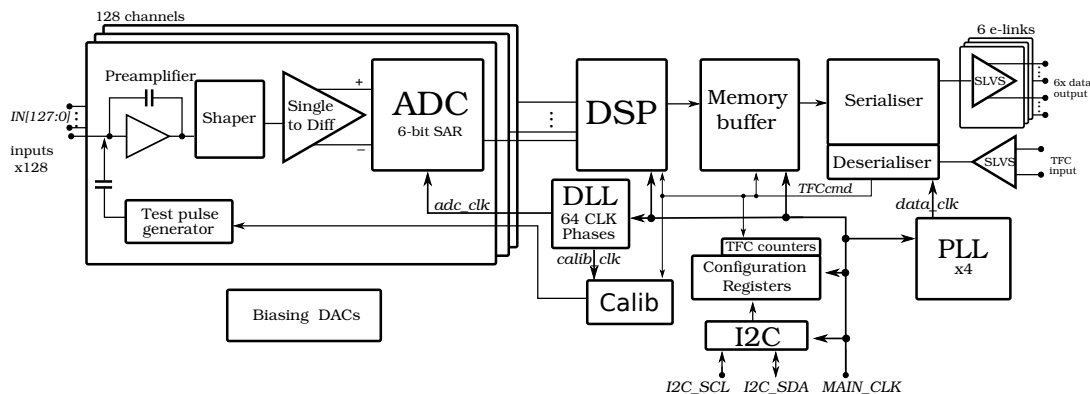 128 channels
6 e-links
Preamplifier
IN[127:0]
inputs
x128
Shaper
Single
to Diff
+
−
ADC
6-bit SAR
DSP
Memory
buffer
Serialiser
Deserialiser
SLVS
6x data
output
SLVS
TFC
input
Test pulse
generator
adc_clk
DLL
64 CLK
Phases
calib_clk
Calib
TFCcmd
data_clk
TFC counters
Configuration
Registers
PLL
x4
Biasing DACs
I2C
I2C_SCL
I2C_SDA
MAIN_CLK